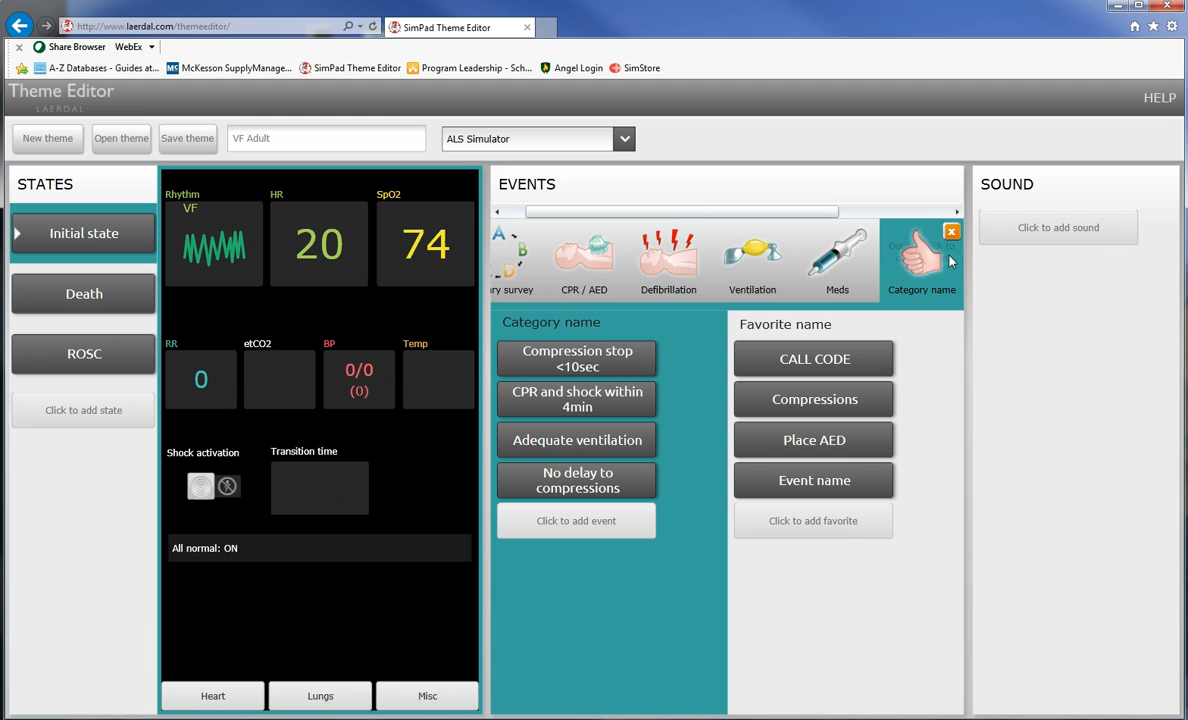 http://www.laerdal.com/themeeditor/
SimPad Theme Editor
Share Browser WebEx
A-Z Databases - Guides at...
McKesson SupplyManage...
SimPad Theme Editor
Program Leadership - Sch...
Angel Login
SimStore
Theme Editor
LAERDAL
HELP
New theme
Open theme
Save theme
VF Adult
ALS Simulator
STATES
Initial state
Death
ROSC
Click to add state
Rhythm
VF
HR
20
SpO2
74
RR
0
etCO2
BP
0/0
(0)
Temp
Shock activation
Transition time
All normal: ON
Heart
Lungs
Misc
EVENTS
A
B
D
ry survey
CPR / AED
Defibrillation
Ventilation
Meds
Category name
Category name
Compression stop
<10sec
CPR and shock within
4min
Adequate ventilation
No delay to
compressions
Click to add event
Favorite name
CALL CODE
Compressions
Place AED
Event name
Click to add favorite
SOUND
Click to add sound